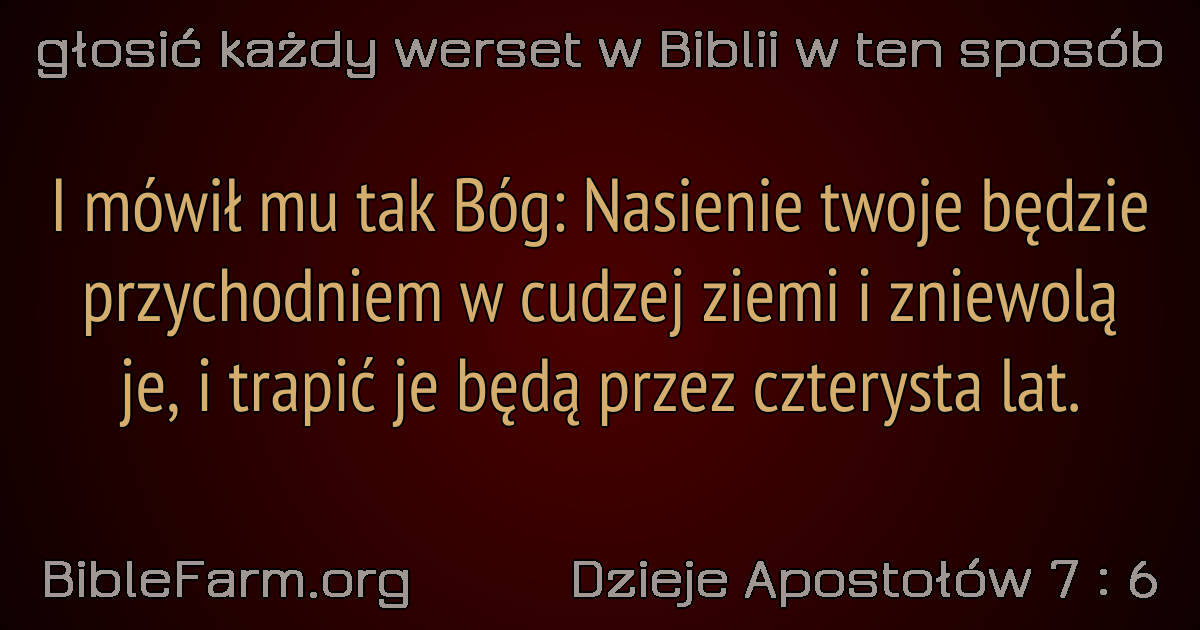 głosić każdy werset w Biblii w ten sposób
I mówił mu tak Bóg: Nasienie twoje będzie
przychodniem w cudzej ziemi i zniewolą
je, i trapić je będą przez czterysta lat.
BibleFarm.org
Dzieje Apostołów 7 : 6